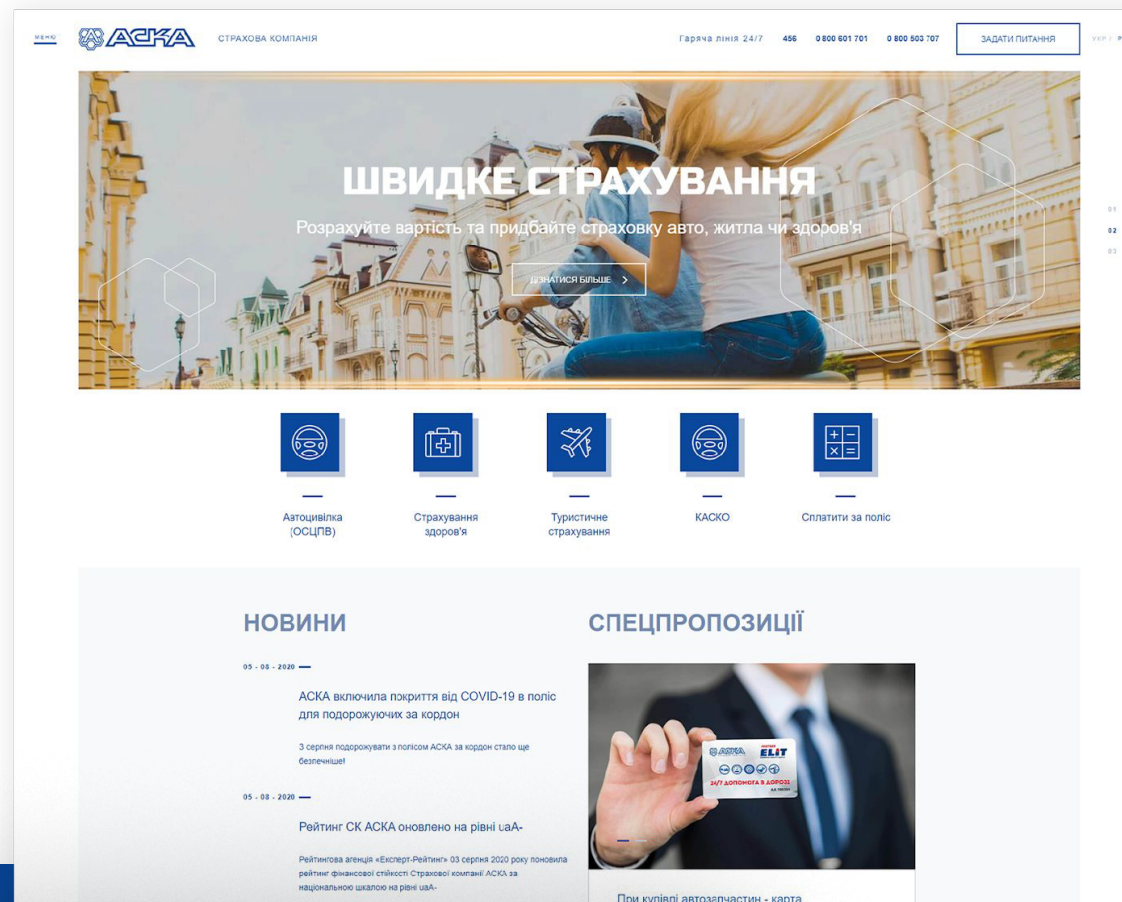 МЕНЮ
АСКА
СТРАХОВА КОМПАНІЯ
Гаряча лінія 24/7 456 0 800 601 701 0 800 503 707
ЗАДАТИ ПИТАННЯ
УКР / Р
ШВИДКЕ СТРАХУВАННЯ
Розрахуйте вартість та придбайте страховку авто, житла чи здоров'я
ДІЗНАТИСЯ БІЛЬШЕ
01
02
03
Автоцивілка
(ОСЦПВ)
Страхування
здоров'я
Туристичне
страхування
КАСКО
Сплатити за поліс
НОВИНИ
05 - 08 - 2020
АСКА включила покриття від COVID-19 в поліс
для подорожуючих за кордон
З серпня подорожувати з полісом АСКА за кордон стало ще
безпечніше!
05 - 08 - 2020
Рейтинг СК АСКА оновлено на рівні uaA-
Рейтингова агенція «Експерт-Рейтинг» 03 серпня 2020 року поновила
рейтинг фінансової стійкості Страхової компанії АСКА за
національною шкалою на рівні uaA-
СПЕЦПРОПОЗИЦІЇ
АСКА
ELIT
24/7 ДОПОМОГА В ДОРОЗІ
При купівлі автозапчастин - карта